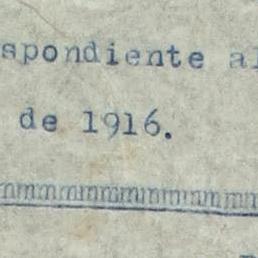 spondiente al
de 1916.